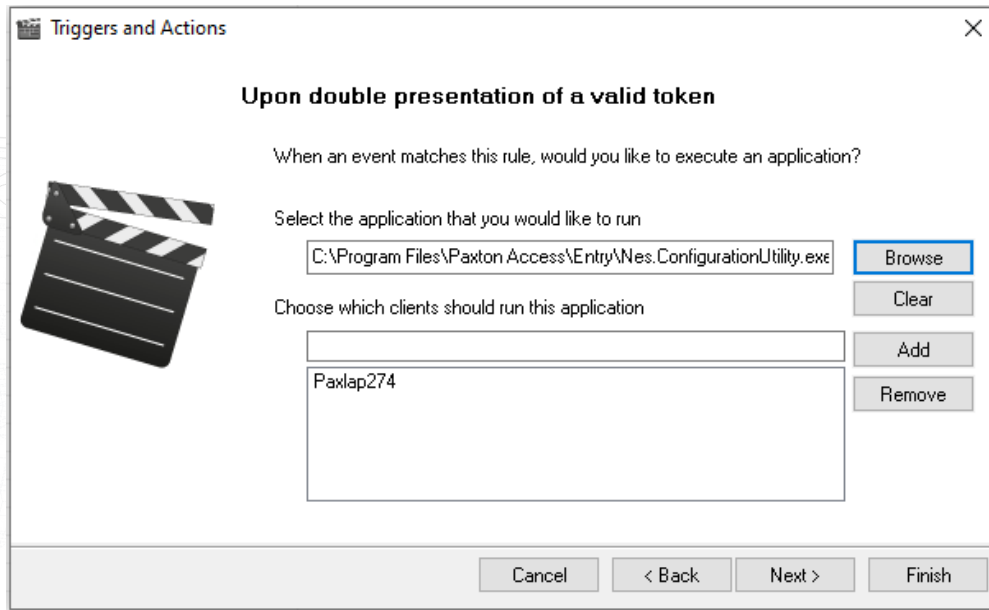 Triggers and Actions
Upon double presentation of a valid token
When an event matches this rule, would you like to execute an application?
Select the application that you would like to run
C:\Program Files\Paxton Access\Entry\Nes.ConfigurationUtility.exe
Browse
Clear
Choose which clients should run this application
Add
Paxlap274
Remove
Cancel
< Back
Next >
Finish